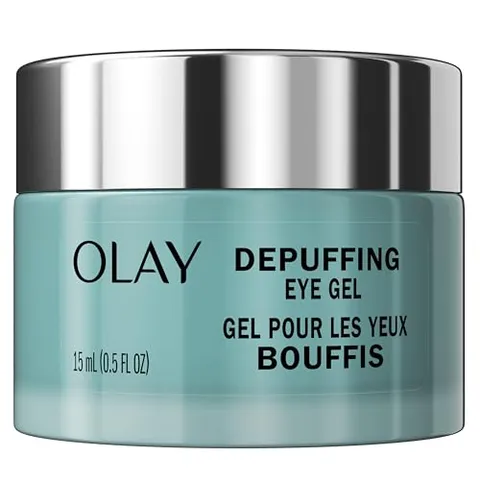 OLAY
15 mL (0.5 FL OZ)
DEPUFFING
EYE GEL
GEL POUR LES YEUX
BOUFFIS